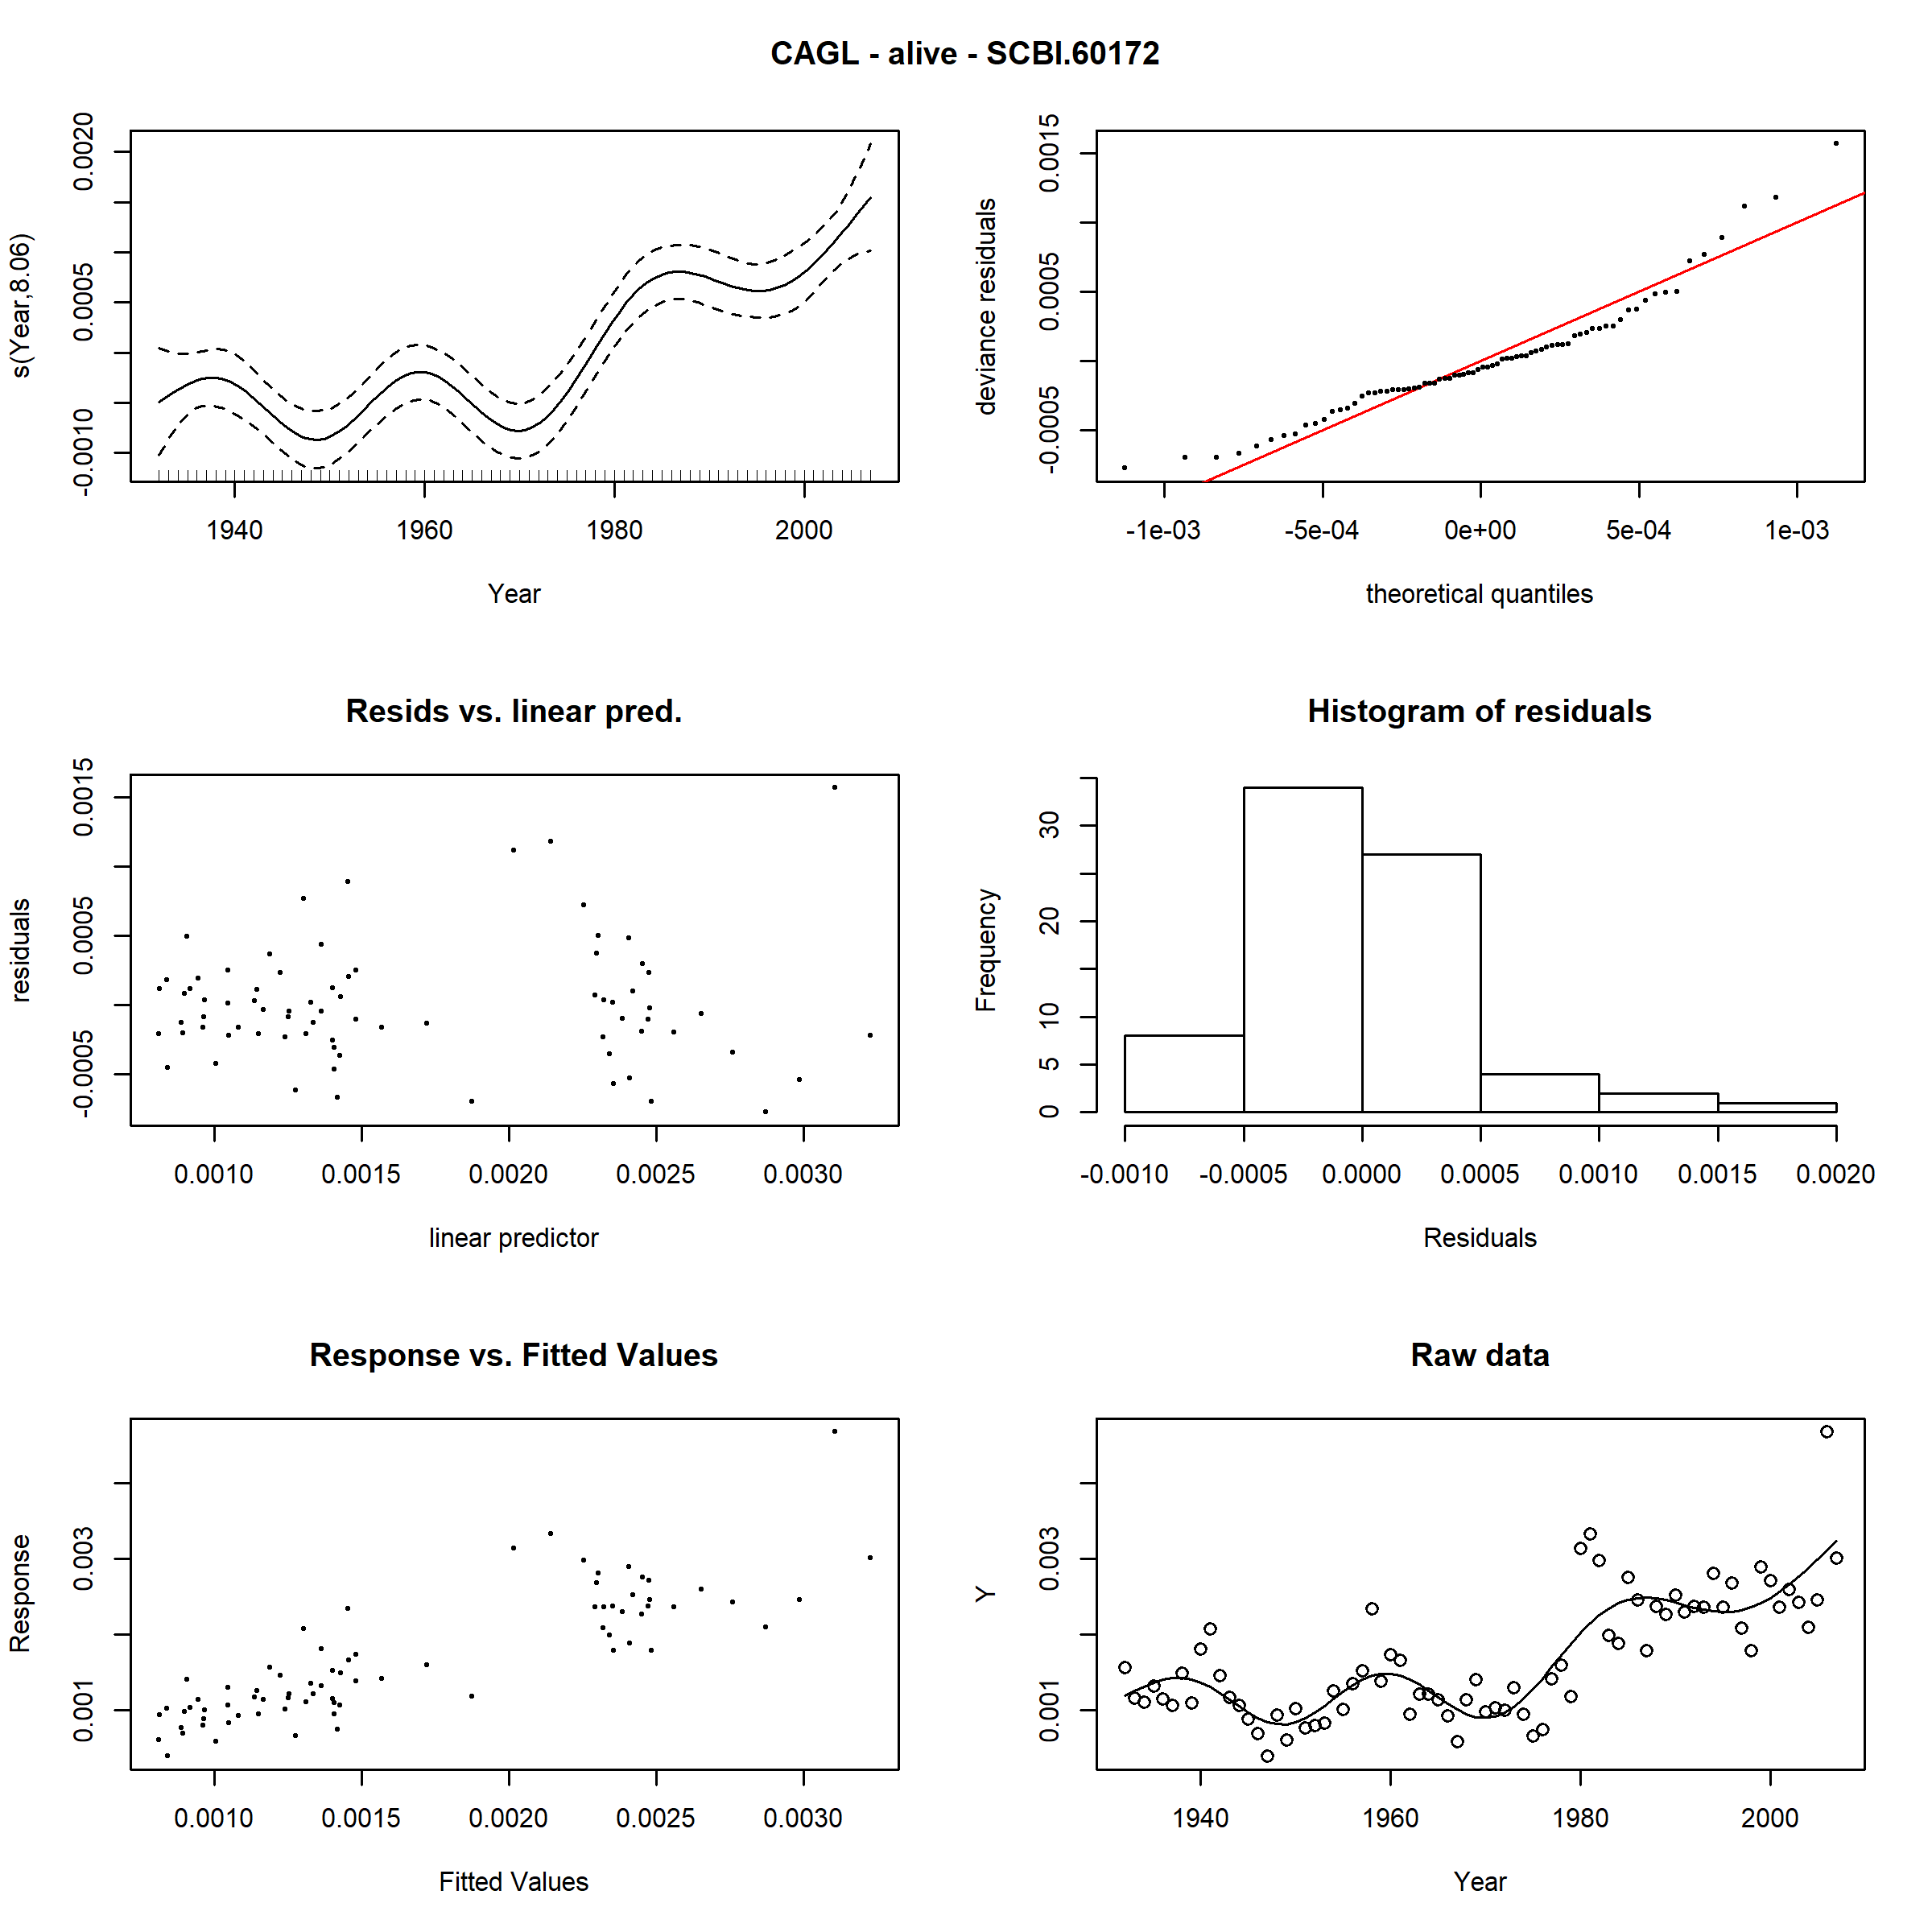 CAGL - alive - SCBI.60172
s(Year,8.06)
-0.0010 0.0005 0.0020
1940 1960 1980 2000
Year
deviance residuals
-0.0005 0.0005 0.0015
-1e-03 -5e-04 0e+00 5e-04 1e-03
theoretical quantiles
Resids vs. linear pred.
residuals
-0.0005 0.0005 0.0015
0.0010 0.0015 0.0020 0.0025 0.0030
linear predictor
Histogram of residuals
Frequency
0 5 10 20 30
-0.0010 -0.0005 0.0000 0.0005 0.0010 0.0015 0.0020
Residuals
Response vs. Fitted Values
Response
0.001 0.003
0.0010 0.0015 0.0020 0.0025 0.0030
Fitted Values
Raw data
Y
0.001 0.003
1940 1960 1980 2000
Year